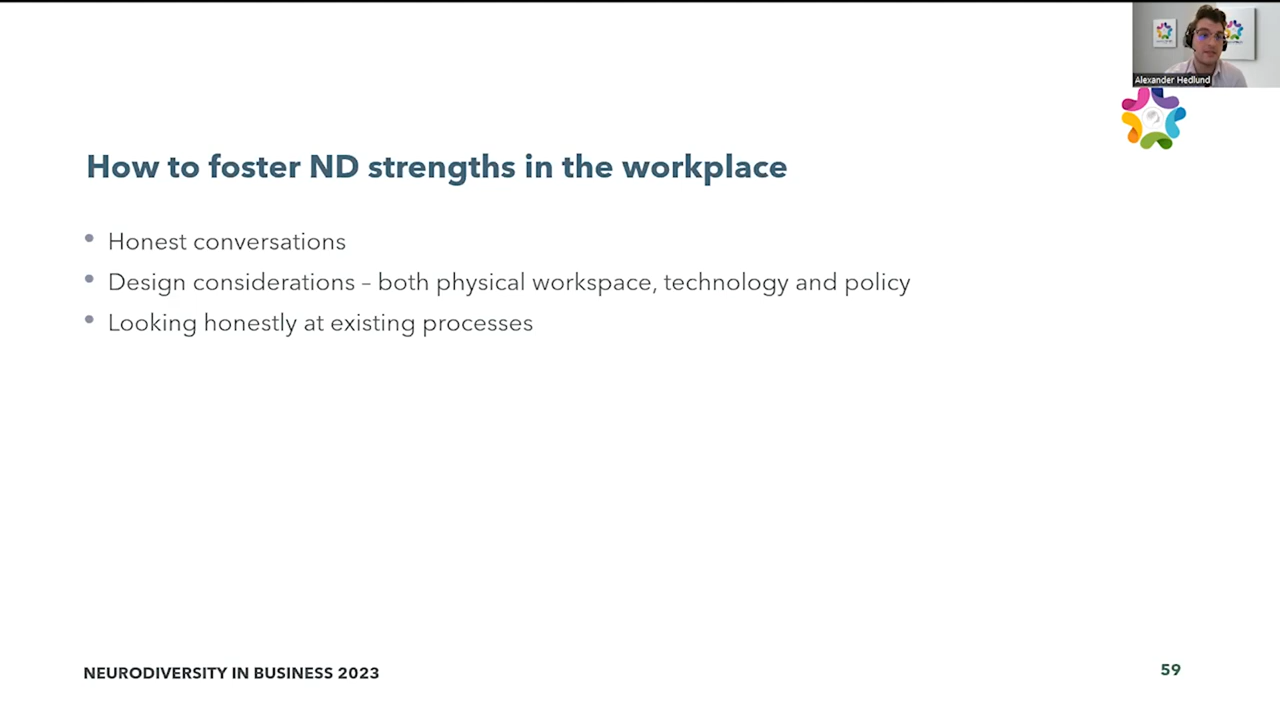 Alexander Hedlund
How to foster ND strengths in the workplace
• Honest conversations
• Design considerations – both physical workspace, technology and policy
• Looking honestly at existing processes
NEURODIVERSITY IN BUSINESS 2023
59